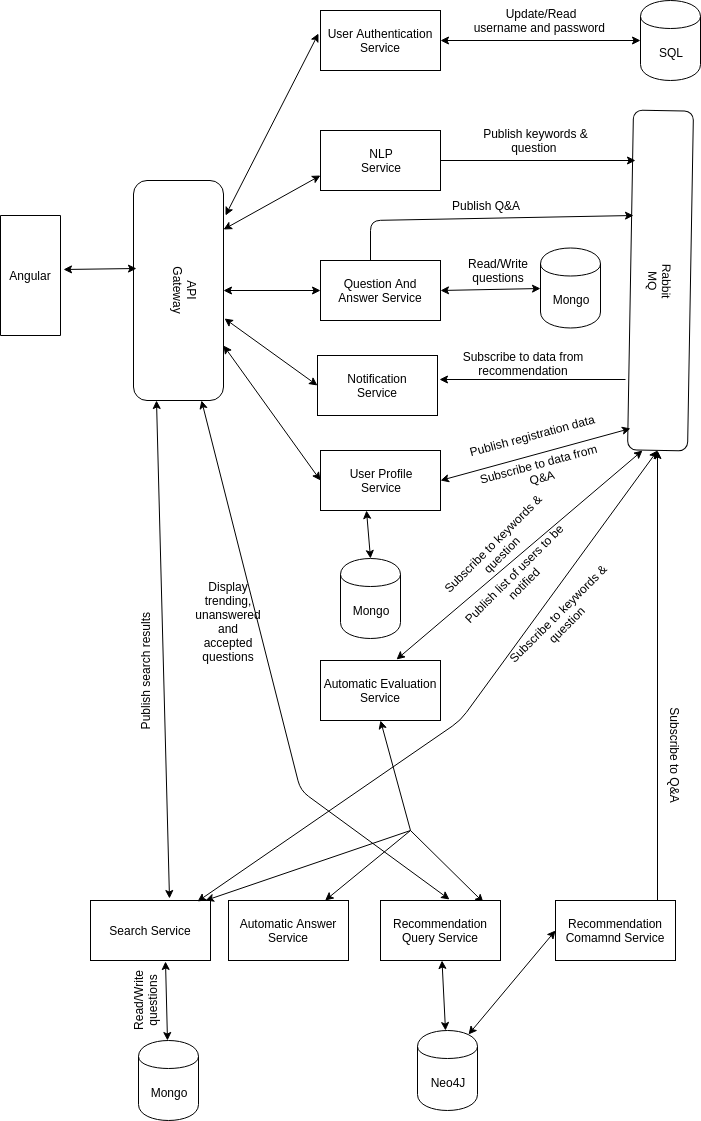 Update/Read
username and password
User Authentication
Service
SQL
Publish keywords &
question
NLP
Service
Publish Q&A
Angular
API
Gateway
Question And
Answer Service
Read/Write
questions
Mongo
Rabbit
MQ
Subscribe to data from
recommendation
Notification
Service
Publish registration data
Subscribe to data from
Q&A
User Profile
Service
Subscribe to keywords &
question
Publish list of users to be
notified
Subscribe to keywords &
question
Mongo
Display
trending,
unanswered
and
accepted
questions
Publish search results
Automatic Evaluation
Service
Subscribe to Q&A
Search Service
Automatic Answer
Service
Recommendation
Query Service
Recommendation
Comamnd Service
Read/Write
questions
Mongo
Neo4J